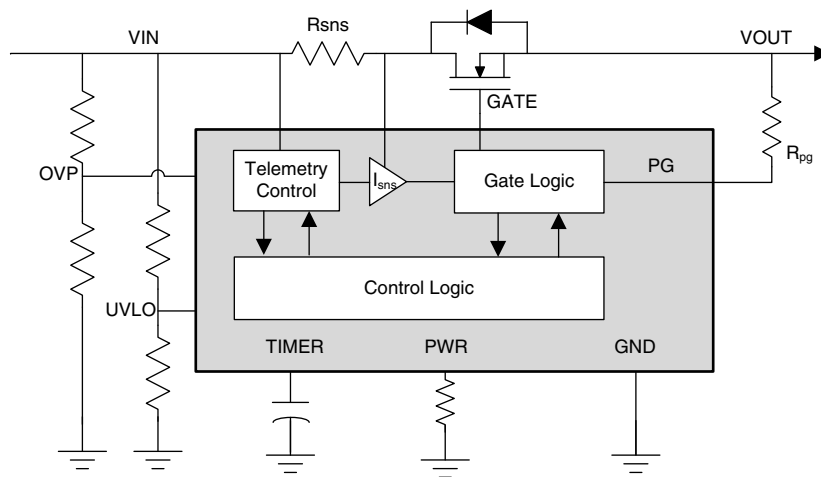 VIN
Rsns
VOUT
GATE
OVP
Telemetry
Control
Isns
Gate Logic
PG
Rpg
UVLO
Control Logic
TIMER
PWR
GND